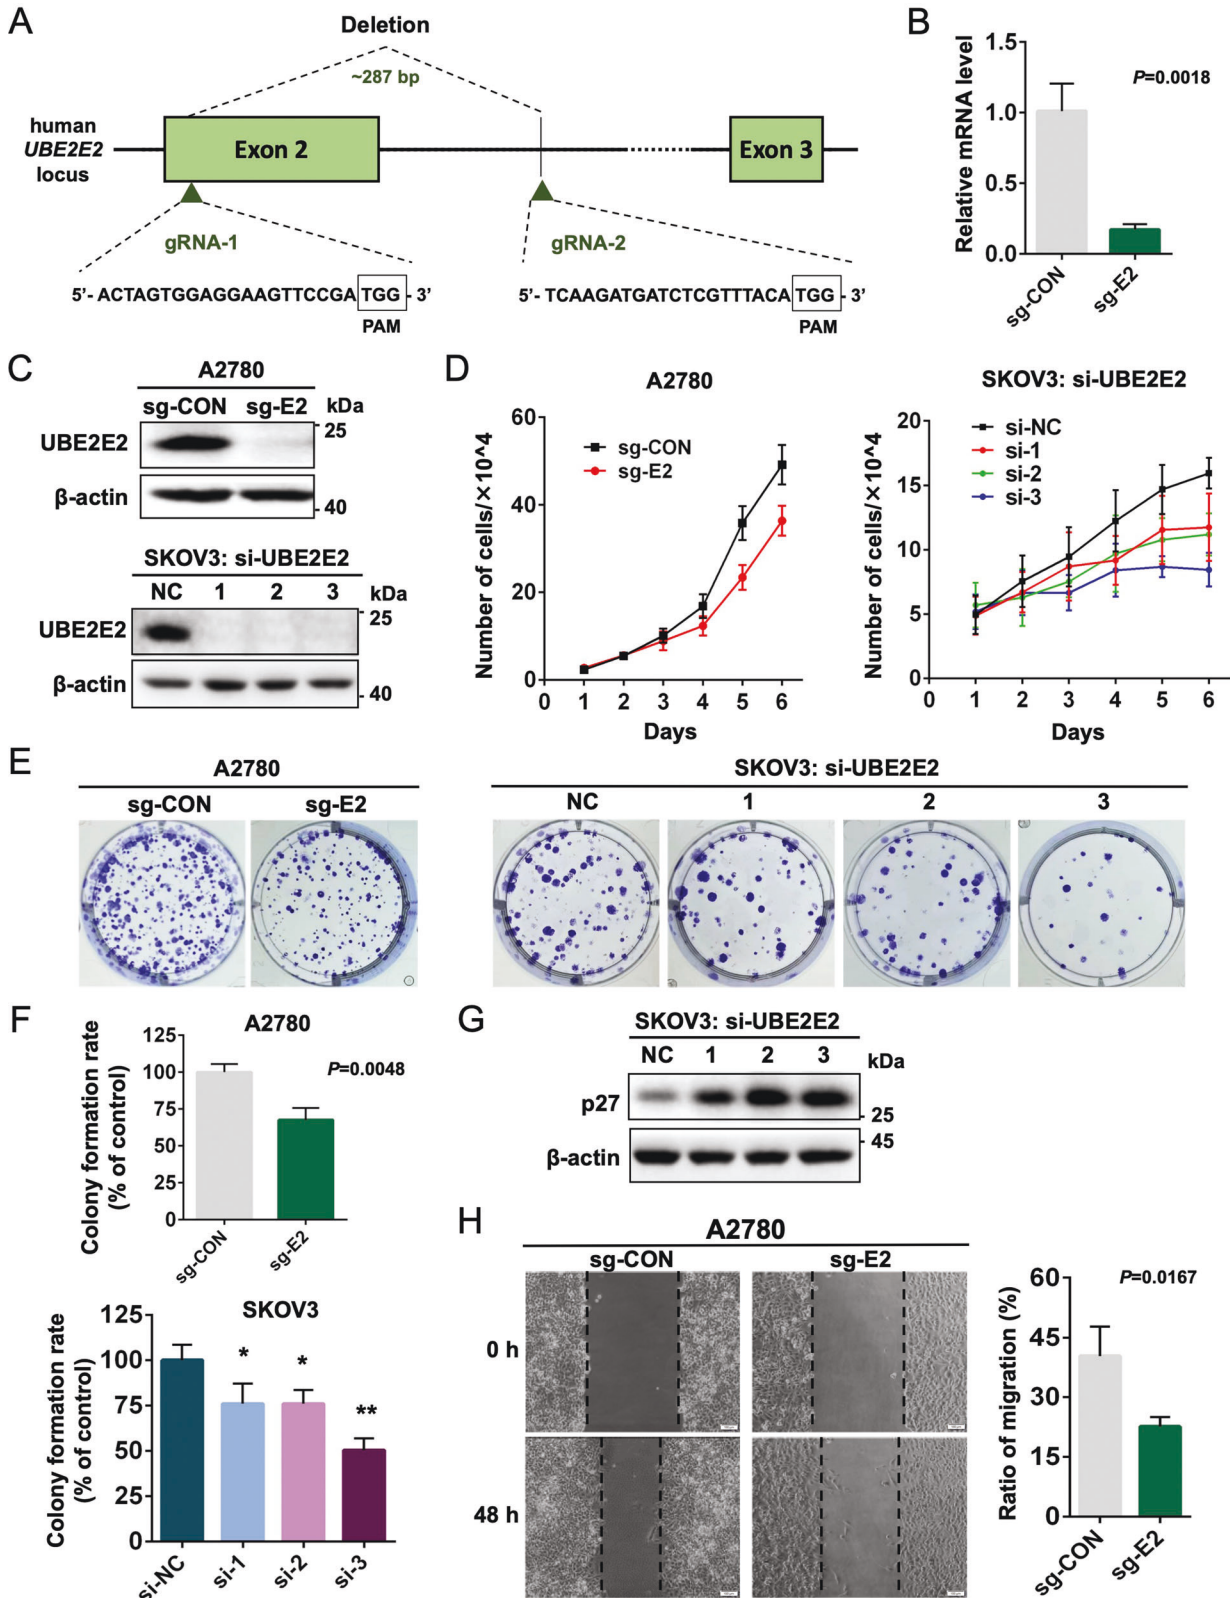 A
Deletion
~287 bp
human
UBE2E2
locus
Exon 2
Exon 3
gRNA-1
gRNA-2
5’- ACTAGTGGAGGAAGTTCCGA TGG - 3’
PAM
5’- TCAAGATGATCTCGTTTACA TGG - 3’
PAM
B
Relative mRNA level
1.5
1.0
0.5
0.0
P=0.0018
sg-CON
sg-E2
C
A2780
sg-CON sg-E2 kDa
UBE2E2
25
β-actin
40
SKOV3: si-UBE2E2
NC 1 2 3 kDa
UBE2E2
25
β-actin
40
D
A2780
Number of cells/×10^4
60
40
20
0
sg-CON
sg-E2
0 1 2 3 4 5 6
Days
SKOV3: si-UBE2E2
Number of cells/×10^4
20
15
10
5
0
si-NC
si-1
si-2
si-3
0 1 2 3 4 5 6
Days
E
A2780
sg-CON sg-E2
SKOV3: si-UBE2E2
NC 1 2 3
F
A2780
Colony formation rate
(% of control)
125
100
75
50
25
0
P=0.0048
sg-CON
sg-E2
SKOV3
Colony formation rate
(% of control)
125
100
75
50
25
0
*
*
**
si-NC
si-1
si-2
si-3
G
SKOV3: si-UBE2E2
NC 1 2 3 kDa
p27
25
45
β-actin
H
A2780
sg-CON sg-E2
0 h
48 h
Ratio of migration (%)
60
45
30
15
0
P=0.0167
sg-CON
sg-E2